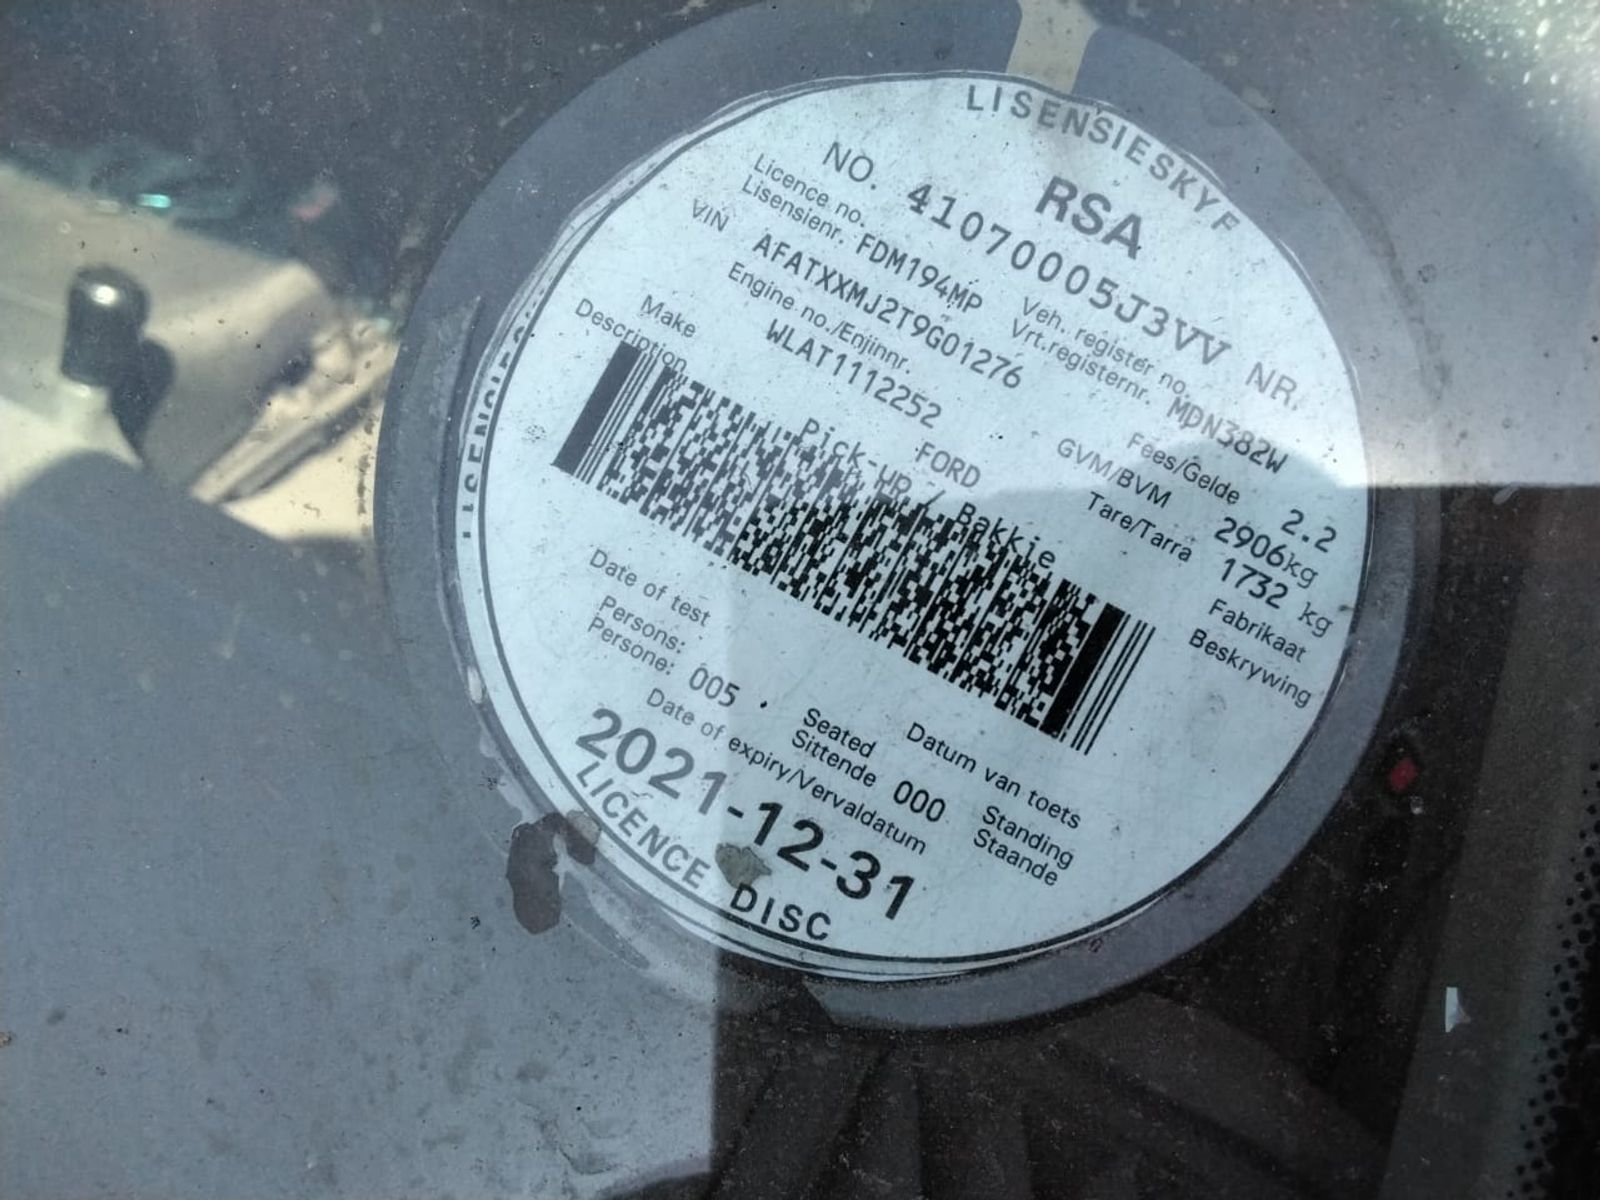 LISENSIESKYF
RSA
NO. 41070005J3VV NR.
Licence no. Lisensienr. FDM194MP Veh. register no. Vrt.registernr. MDN382W
VIN AFATXXMJ2T9G01276 Fees/Gelde 2.2
Engine no./Enjinnr. WLAT1112252 GVM/BVM 2906kg
Tare/Tarra 1732 kg
Make FORD Fabrikaat
Description Pick-up / Bakkie Beskrywing
Date of test Datum van toets
Persons: Persone: 005 Seated Sittende 000 Standing Staande
Date of expiry/Vervaldatum
2021-12-31
LICENCE DISC